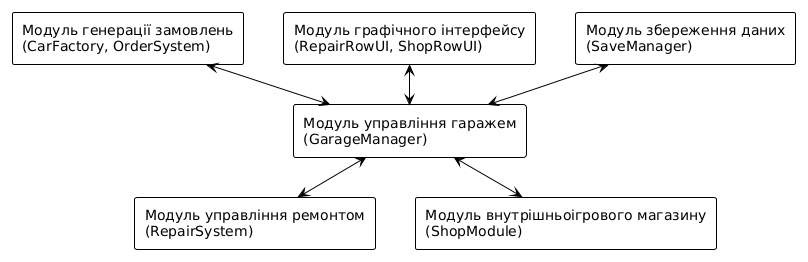 Модуль генерації замовлень
(CarFactory, OrderSystem)
Модуль графічного інтерфейсу
(RepairRowUI, ShopRowUI)
Модуль збереження даних
(SaveManager)
Модуль управління гаражем
(GarageManager)
Модуль управління ремонтом
(RepairSystem)
Модуль внутрішньоігрового магазину
(ShopModule)